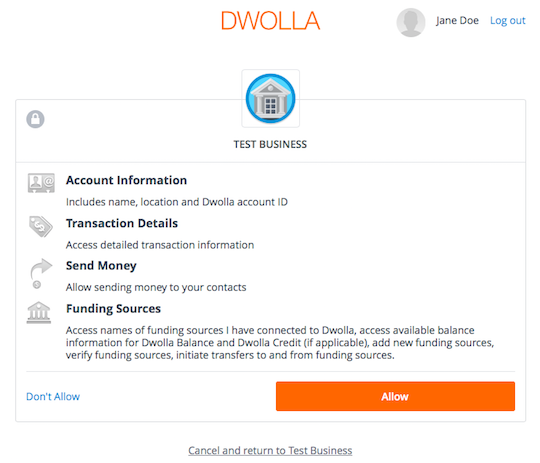 DWOLLA
Jane Doe Log out
TEST BUSINESS
Account Information
Includes name, location and Dwolla account ID
Transaction Details
Access detailed transaction information
Send Money
Allow sending money to your contacts
Funding Sources
Access names of funding sources I have connected to Dwolla, access available balance
information for Dwolla Balance and Dwolla Credit (if applicable), add new funding sources,
verify funding sources, initiate transfers to and from funding sources.
Don't Allow Allow
Cancel and return to Test Business